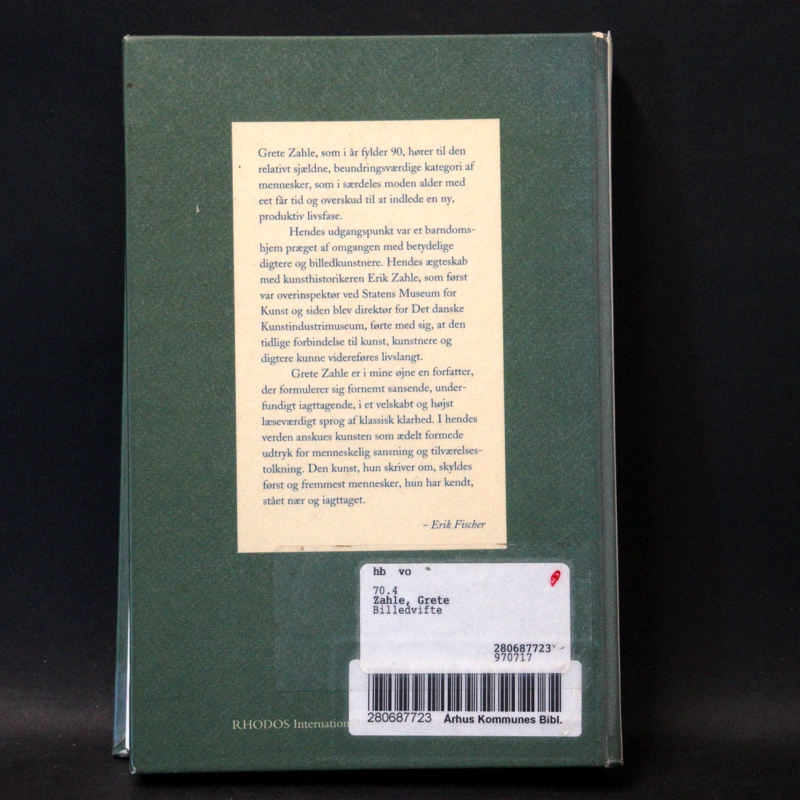 Grete Zahle, som i år fylder 90, hører til den
relativt sjældne, beundringsværdige kategori af
mennesker, som i særdeles moden alder med
eet får tid og overskud til at indlede en ny,
produktiv livsfase.
Hendes udgangspunkt var et barndoms-
hjem præget af omgangen med betydelige
digtere og billedkunstnere. Hendes ægteskab
med kunsthistorikeren Erik Zahle, som først
var overinspektør ved Statens Museum for
Kunst og siden blev direktør for Det danske
Kunstindustrimuseum, førte med sig, at den
tidlige forbindelse til kunst, kunstnere og
digtere kunne videreføres livslangt.
Grete Zahle er i mine øjne en forfatter,
der formulerer sig fornemt sansende, under-
fundigt iagttagende, i et velskabt og højst
læseværdigt sprog af klassisk klarhed. I hendes
verden anskues kunsten som ædelt formede
udtryk for menneskelig sansning og tilværelses-
tolkning. Den kunst, hun skriver om, skyldes
først og fremmest mennesker, hun har kendt,
stået nær og iagttaget.
– Erik Fischer
hb vo
70.4
Zahle, Grete
Billedvifte
280687723
970717
280687723 Århus Kommunes Bibl.
RHODOS Internation